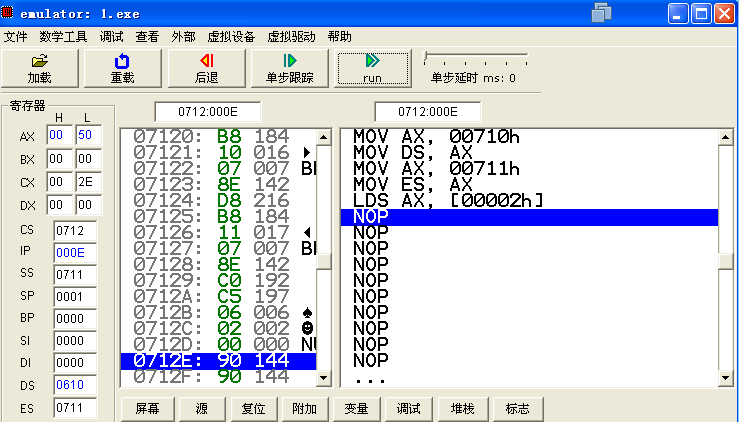 emulator: 1.exe
文件 数学工具 调试 查看 外部 虚拟设备 虚拟驱动 帮助
加载 重载 后退 单步跟踪 run 单步延时 ms: 0
寄存器
H L
AX 00 50
BX 00 00
CX 00 2E
DX 00 00
CS 0712
IP 000E
SS 0711
SP 0001
BP 0000
SI 0000
DI 0000
DS 0610
ES 0711
0712:000E
07120: B8 184
07121: 10 016
07122: 07 007 BE
07123: 8E 142
07124: D8 216
07125: B8 184
07126: 11 017
07127: 07 007 BE
07128: 8E 142
07129: C0 192
0712A: C5 197
0712B: 06 006 ♠
0712C: 02 002 ☻
0712D: 00 000 NU
0712E: 90 144
0712F: 90 144
0712:000E
MOV AX, 00710h
MOV DS, AX
MOV AX, 00711h
MOV ES, AX
LDS AX, [00002h]
NOP
NOP
NOP
NOP
NOP
NOP
NOP
NOP
NOP
NOP
...
屏幕 源 复位 附加 变量 调试 堆栈 标志